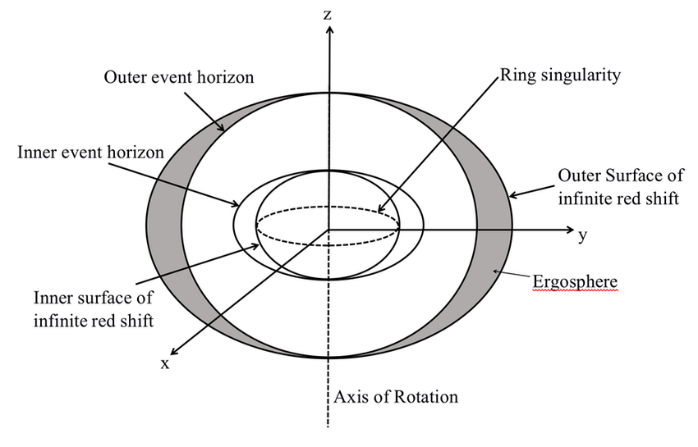 z
Outer event horizon
Ring singularity
Inner event horizon
Outer Surface of
infinite red shift
y
Ergosphere
Inner surface of
infinite red shift
x
Axis of Rotation